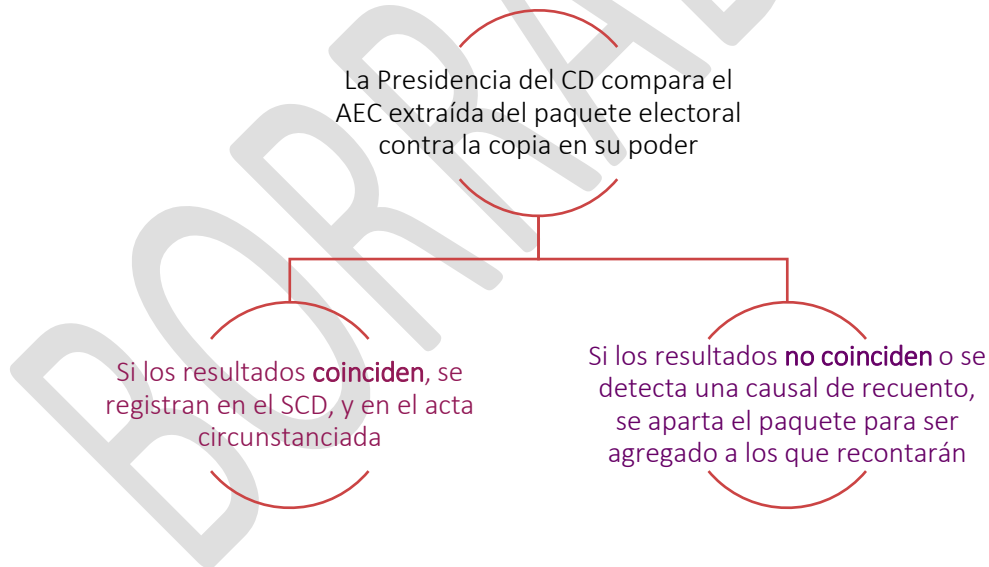 La Presidencia del CD compara el
AEC extraída del paquete electoral
contra la copia en su poder
Si los resultados coinciden, se
registran en el SCD, y en el acta
circunstanciada
Si los resultados no coinciden o se
detecta una causal de recuento,
se aparta el paquete para ser
agregado a los que recontarán
BORRA